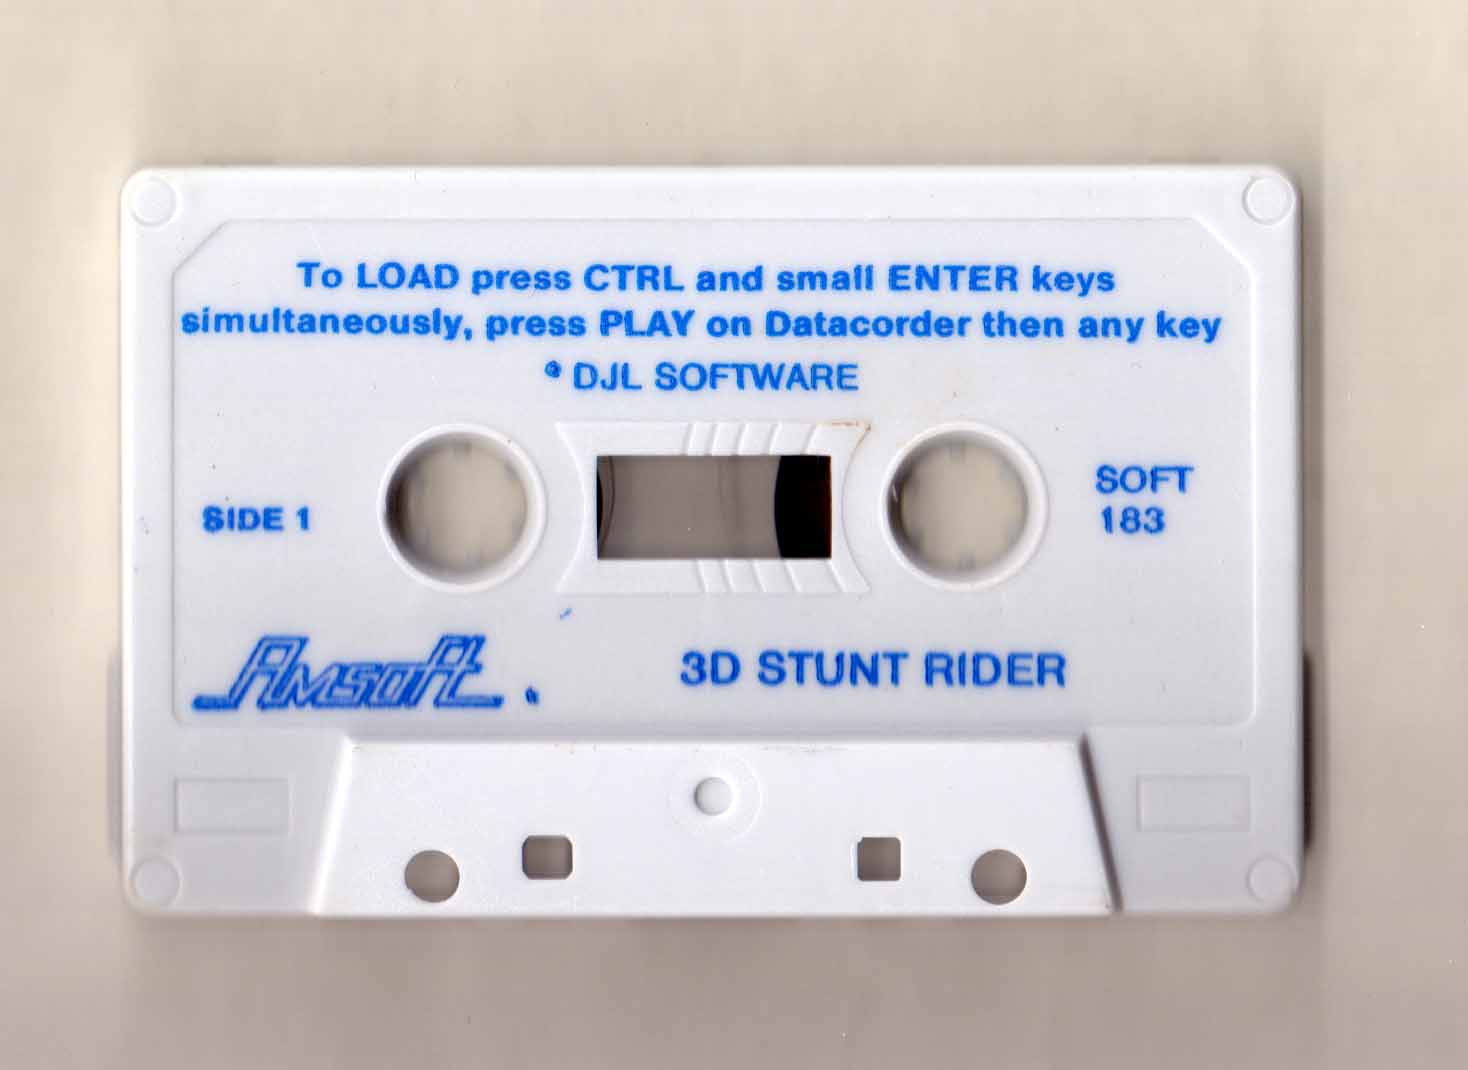 To LOAD press CTRL and small ENTER keys
simultaneously, press PLAY on Datacorder then any key
© DJL SOFTWARE
SIDE 1
SOFT
183
Amsoft
3D STUNT RIDER